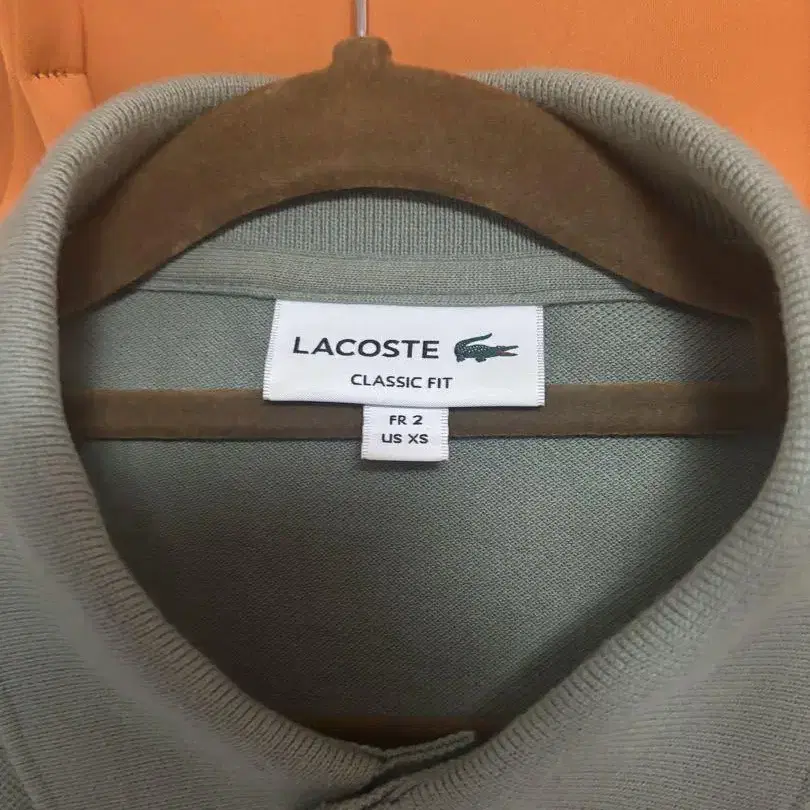 LACOSTE
CLASSIC FIT
FR 2
US XS